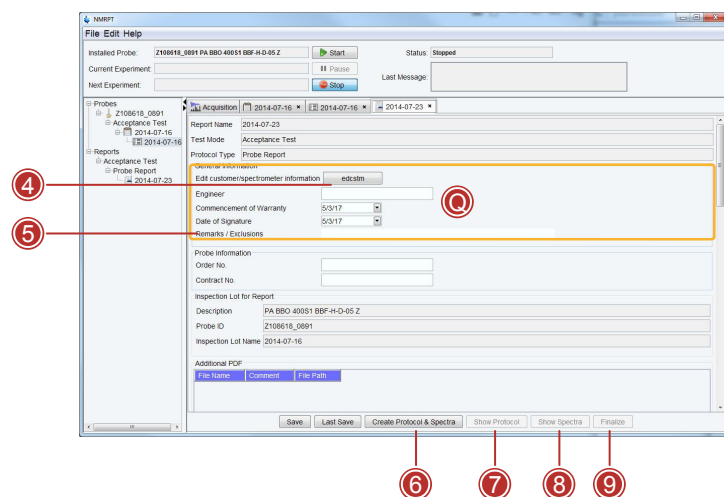 NMRPT
File Edit Help
Installed Probe: Z108618_0891 PA BBO 400S1 BBF-H-D-05 Z Start Status: Stopped
Current Experiment: Pause
Last Message:
Next Experiment: Stop
Probes
Z108618_0891
Acceptance Test
2014-07-16
2014-07-16
Reports
Acceptance Test
Probe Report
2014-07-23
Acquisition 2014-07-16 × 2014-07-16 × 2014-07-23 ×
Report Name 2014-07-23
Test Mode Acceptance Test
Protocol Type Probe Report
General Information
4 Edit customer/spectrometer information edcstm
Engineer Q
Commencement of Warranty 5/3/17
Date of Signature 5/3/17
5 Remarks / Exclusions
Probe Information
Order No.
Contract No.
Inspection Lot for Report
Description PA BBO 400S1 BBF-H-D-05 Z
Probe ID Z108618_0891
Inspection Lot Name 2014-07-16
Additional PDF
File Name Comment File Path
Save Last Save Create Protocol & Spectra Show Protocol Show Spectra Finalize
6 7 8 9